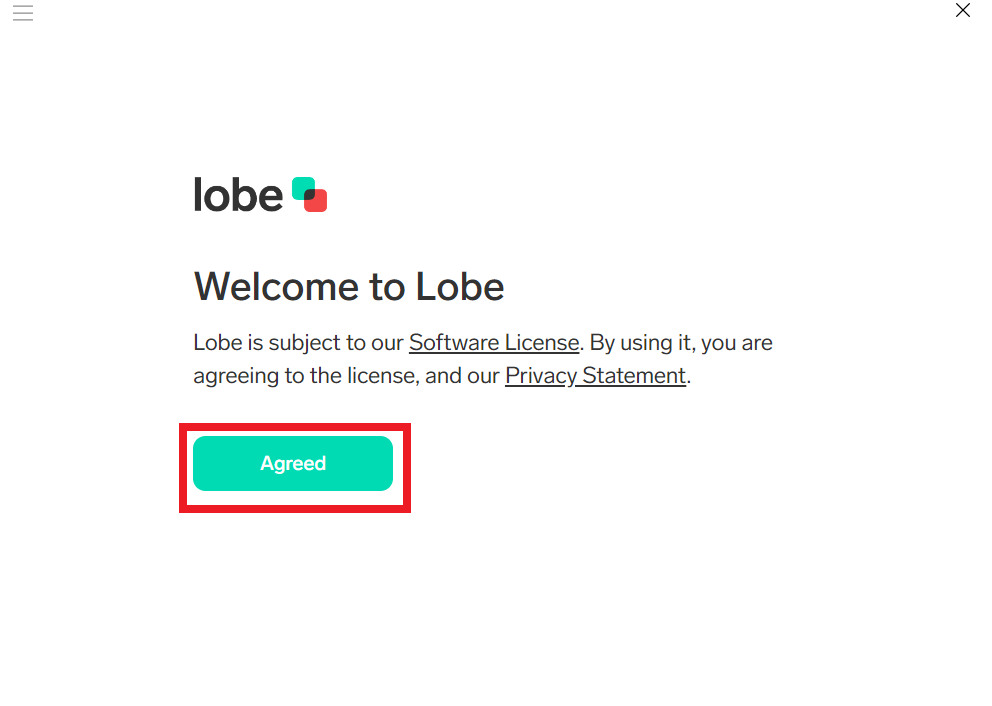 lobe
Welcome to Lobe
Lobe is subject to our Software License. By using it, you are
agreeing to the license, and our Privacy Statement.
Agreed